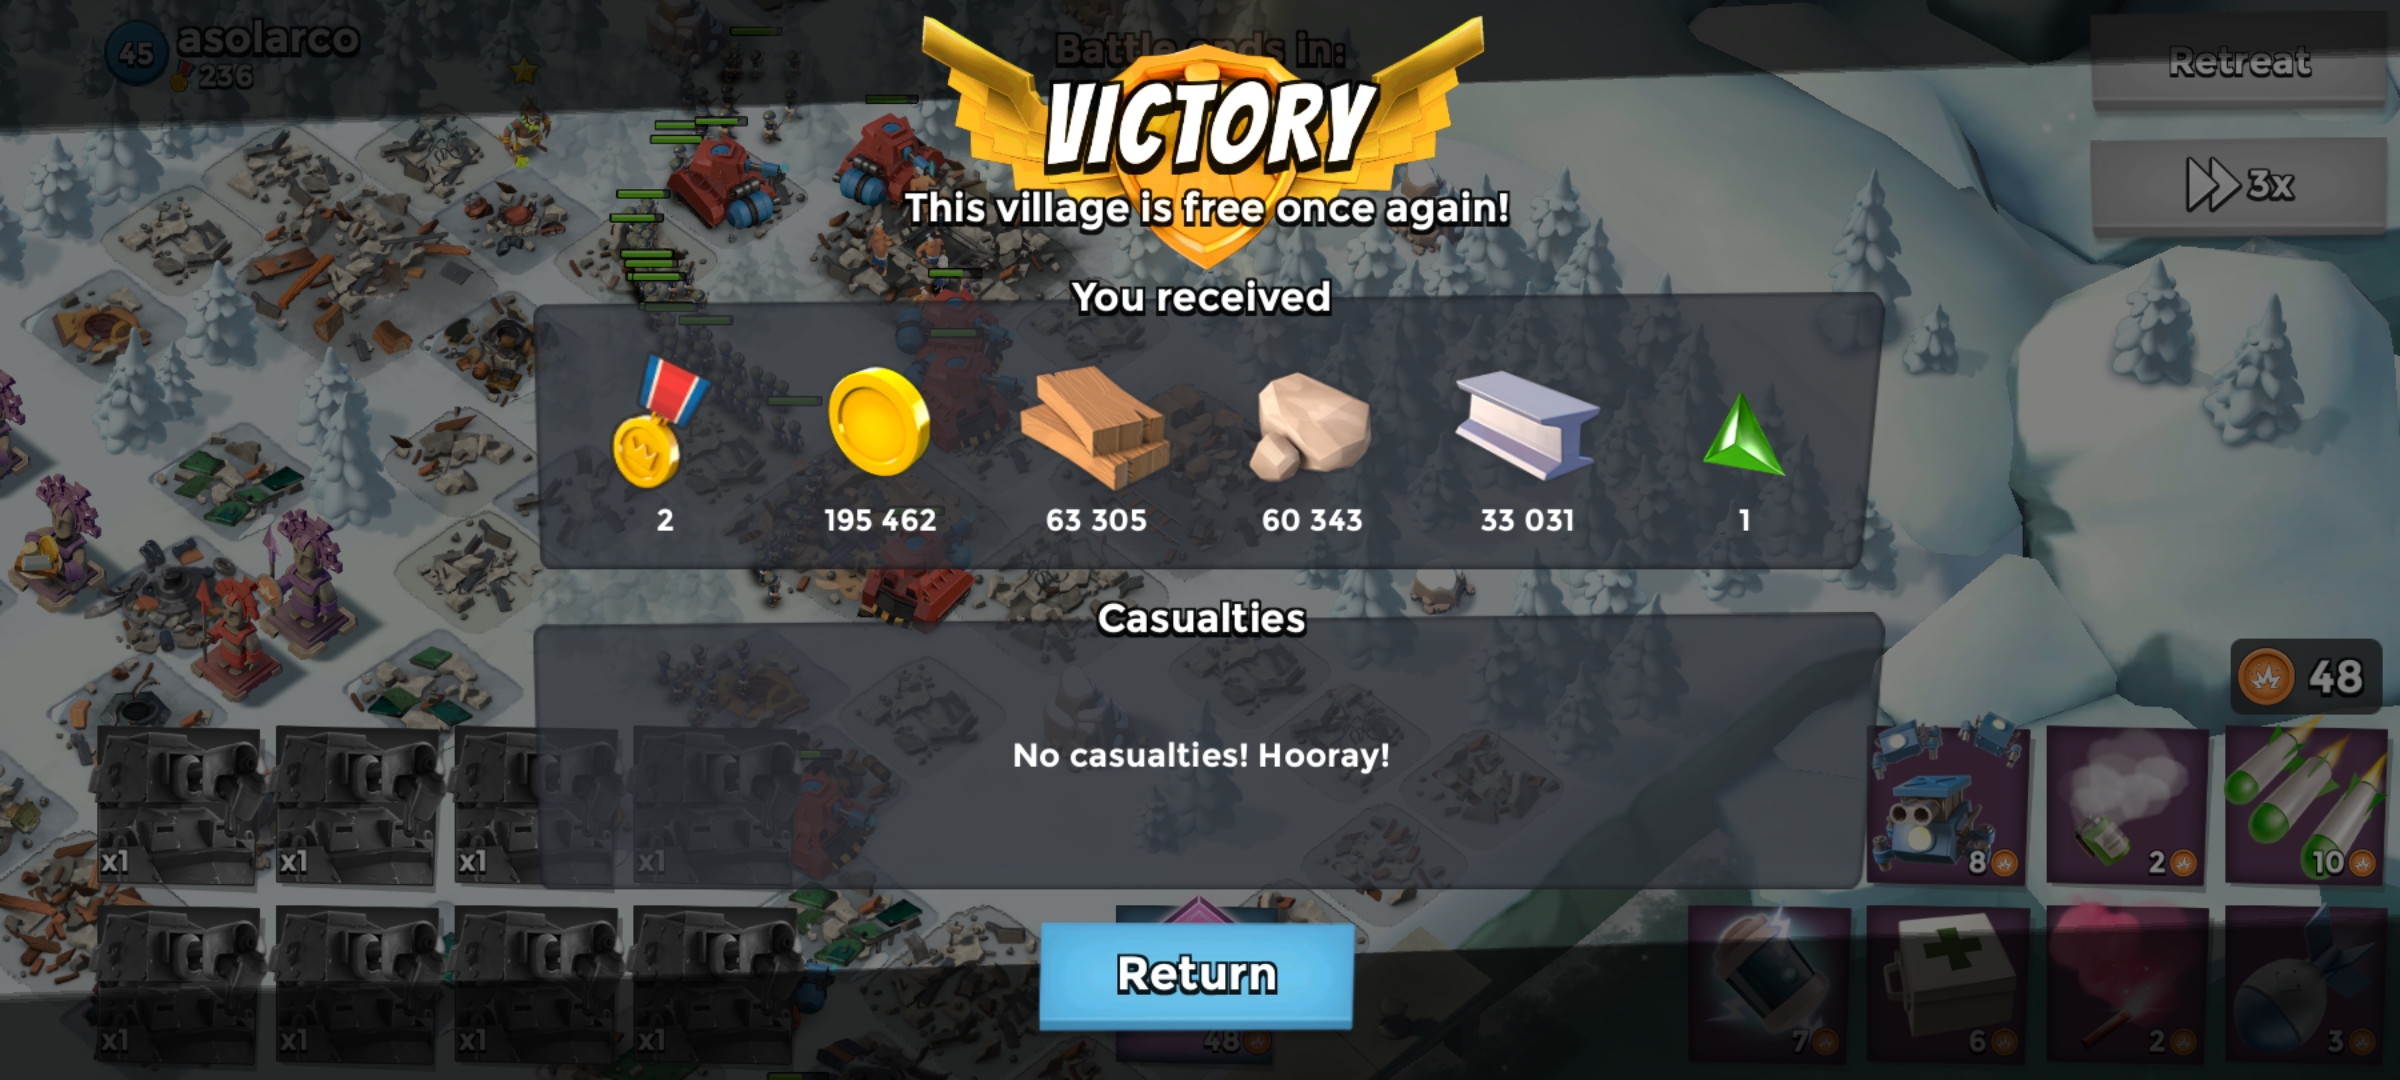 45 asolarco
236
Battle ends in:
Retreat
3x
VICTORY
This village is free once again!
You received
2
195 462
63 305
60 343
33 031
1
Casualties
No casualties! Hooray!
48
x1 x1 x1 x1
8 2 10
x1 x1 x1 x1
Return
48
7 6 2 3